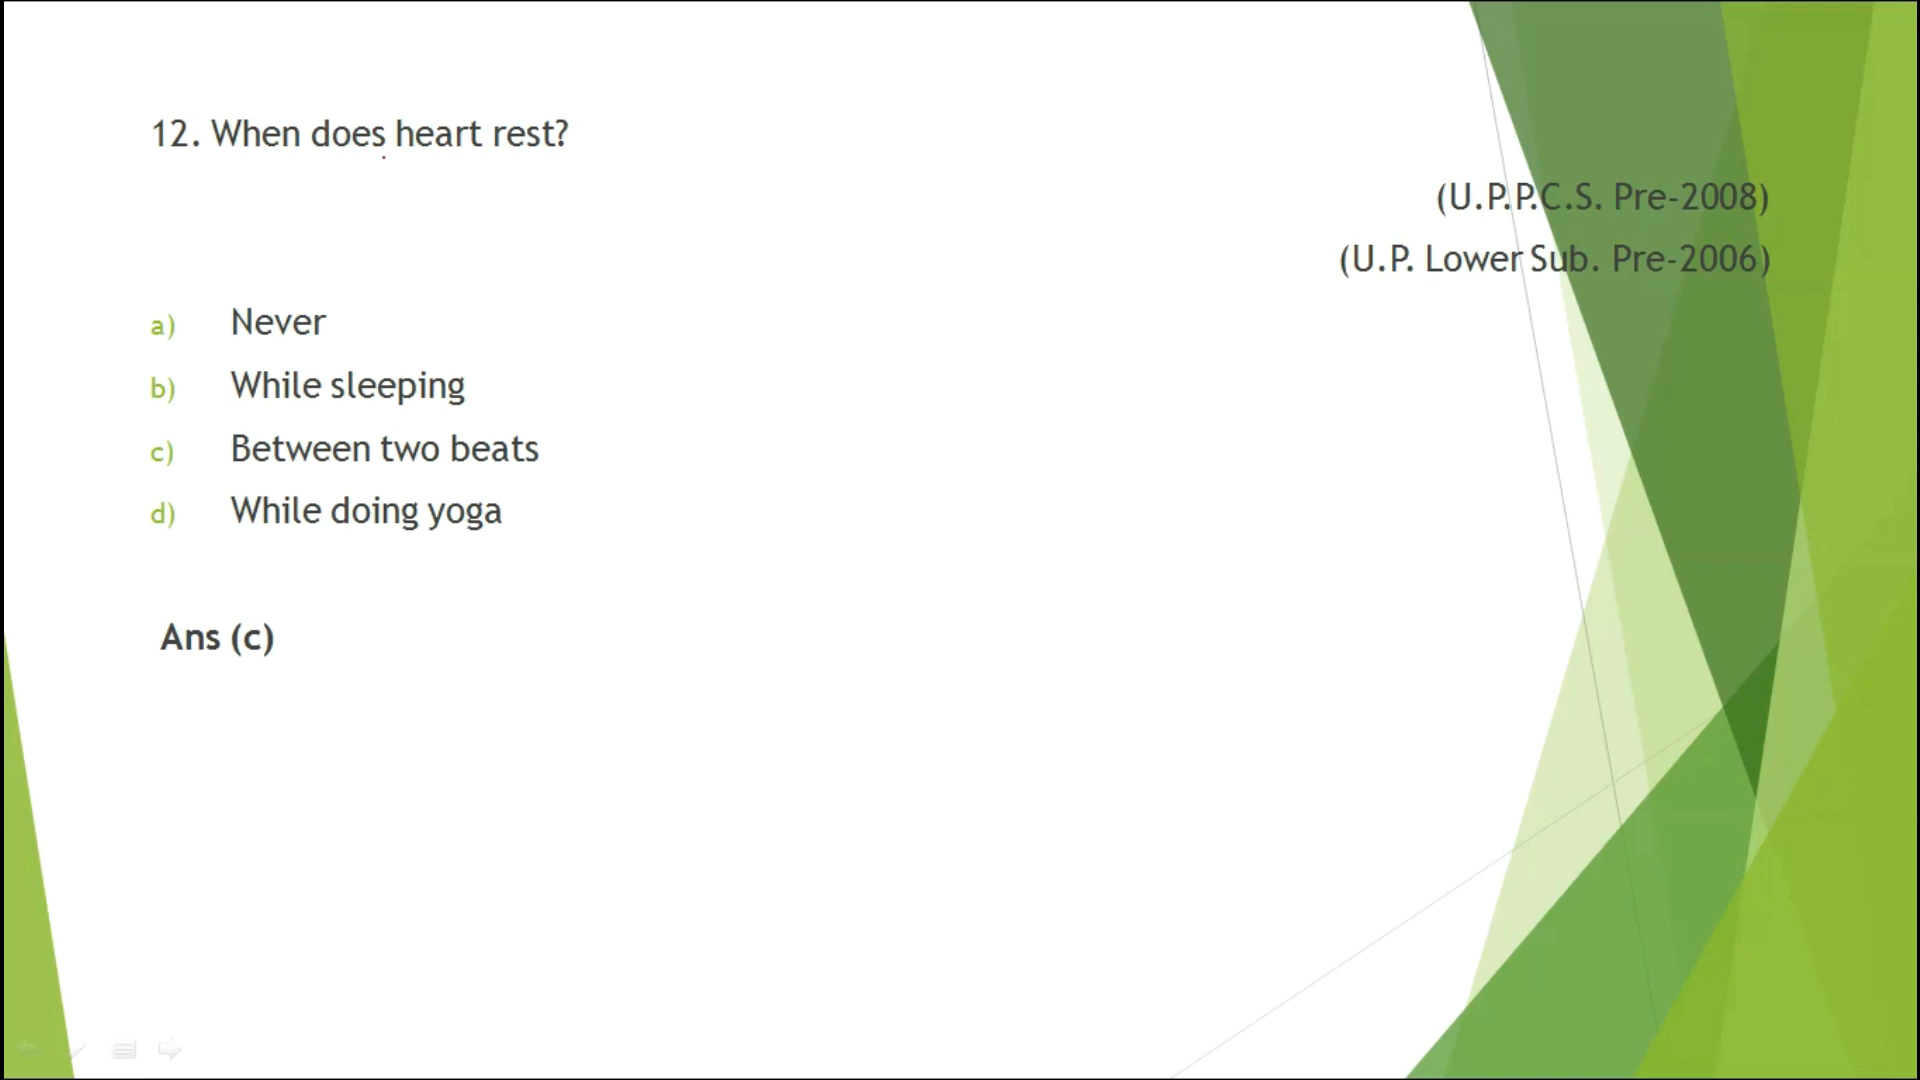 12. When does heart rest?
(U.P.P.C.S. Pre-2008)
(U.P. Lower Sub. Pre-2006)
a) Never
b) While sleeping
c) Between two beats
d) While doing yoga
Ans (c)